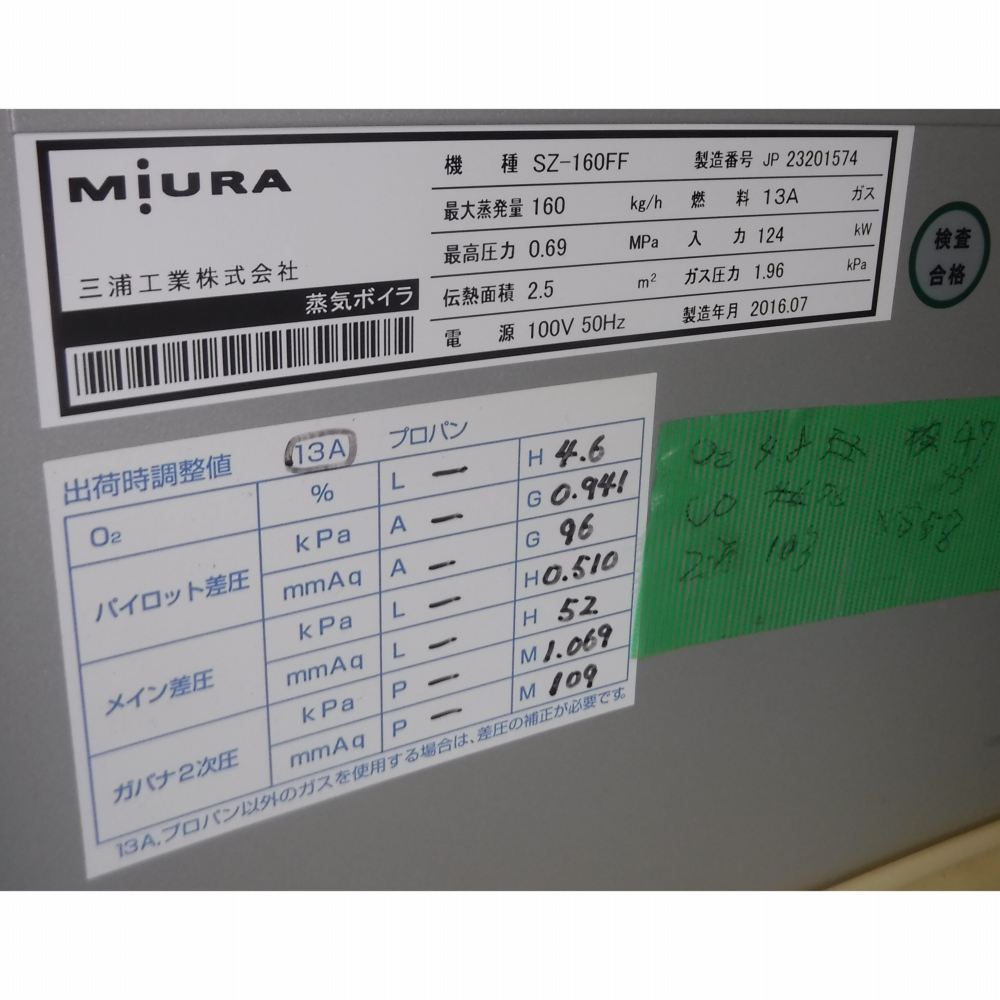 MiURA
三浦工業株式会社
蒸気ボイラ
機 種 SZ-160FF 製造番号 JP 23201574
最大蒸発量 160 kg/h 燃 料 13A ガス
最高圧力 0.69 MPa 入 力 124 kW
伝熱面積 2.5 m² ガス圧力 1.96 kPa
電 源 100V 50Hz 製造年月 2016.07
検査
合格
出荷時調整値 13A プロパン
O₂ % L ー H 4.6
パイロット差圧 kPa A ー G 0.941
mmAq A ー G 96
メイン差圧 kPa L ー H 0.510
mmAq L ー H 52
ガバナ2次圧 kPa P ー M 1.069
mmAq P ー M 109
13A,プロパン以外のガスを使用する場合は、差圧の補正が必要です。
O₂ 4.8
CO
103